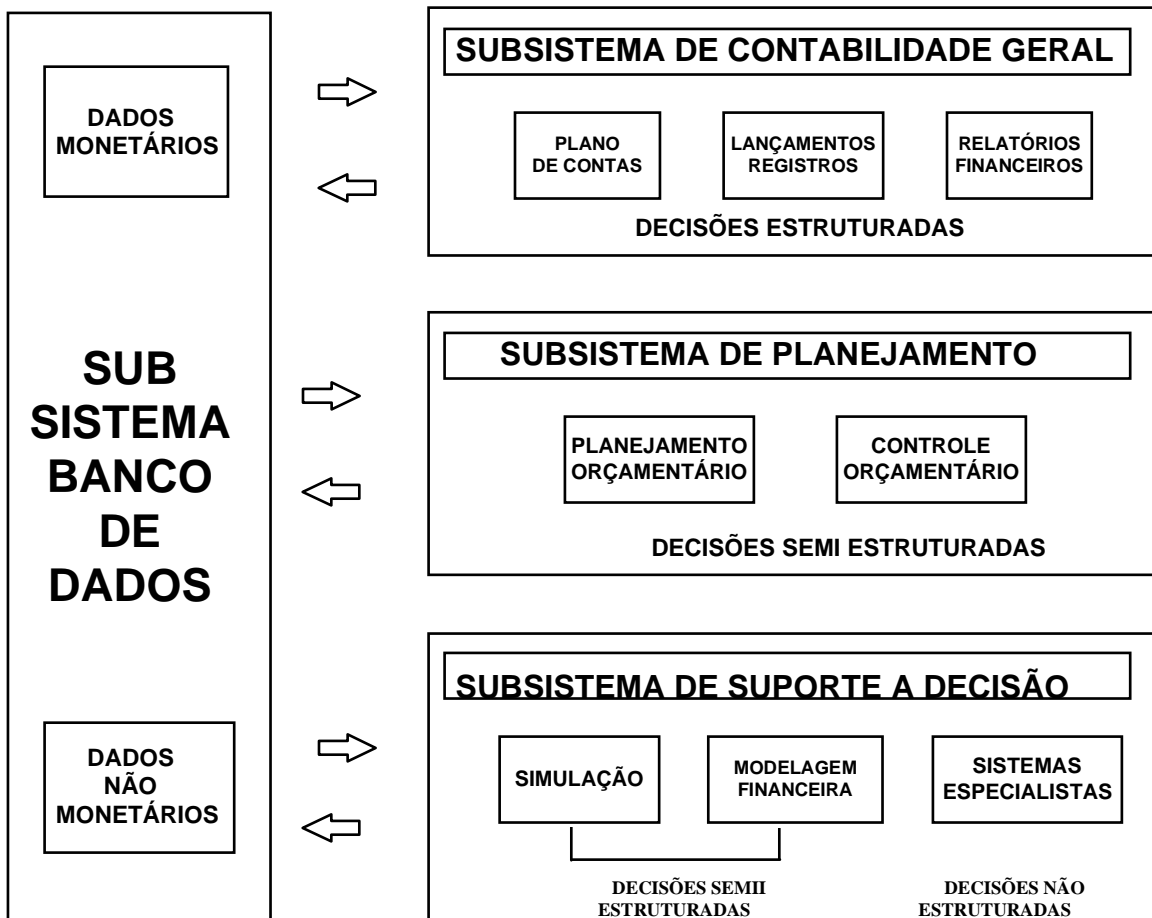 DADOS
MONETÁRIOS
SUB
SISTEMA
BANCO
DE
DADOS
DADOS
NÃO
MONETÁRIOS
SUBSISTEMA DE CONTABILIDADE GERAL
PLANO
DE CONTAS
LANÇAMENTOS
REGISTROS
RELATÓRIOS
FINANCEIROS
DECISÕES ESTRUTURADAS
SUBSISTEMA DE PLANEJAMENTO
PLANEJAMENTO
ORÇAMENTÁRIO
CONTROLE
ORÇAMENTÁRIO
DECISÕES SEMI ESTRUTURADAS
SUBSISTEMA DE SUPORTE A DECISÃO
SIMULAÇÃO
MODELAGEM
FINANCEIRA
SISTEMAS
ESPECIALISTAS
DECISÕES SEMII
ESTRUTURADAS
DECISÕES NÃO
ESTRUTURADAS